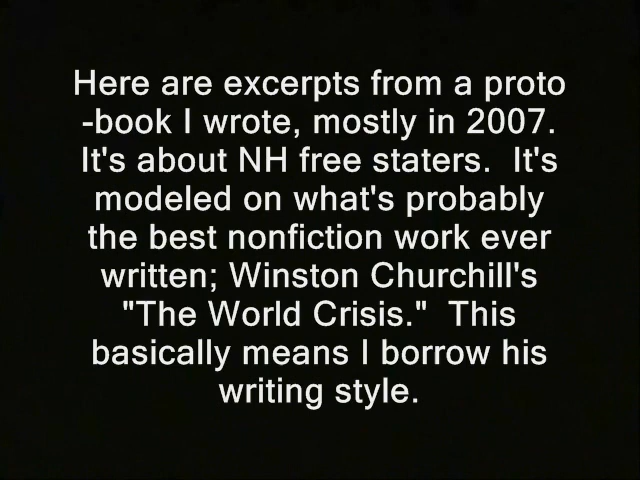 Here are excerpts from a proto
-book I wrote, mostly in 2007.
It's about NH free staters.  It's
modeled on what's probably
the best nonfiction work ever
written; Winston Churchill's
"The World Crisis."  This
basically means I borrow his
writing style.